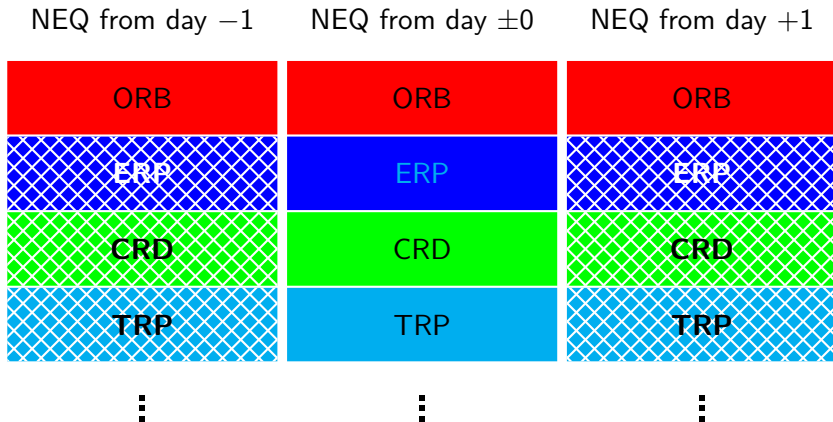 NEQ from day −1 NEQ from day ±0 NEQ from day +1
ORB ORB ORB
ERP ERP ERP
CRD CRD CRD
TRP TRP TRP
⋮ ⋮ ⋮